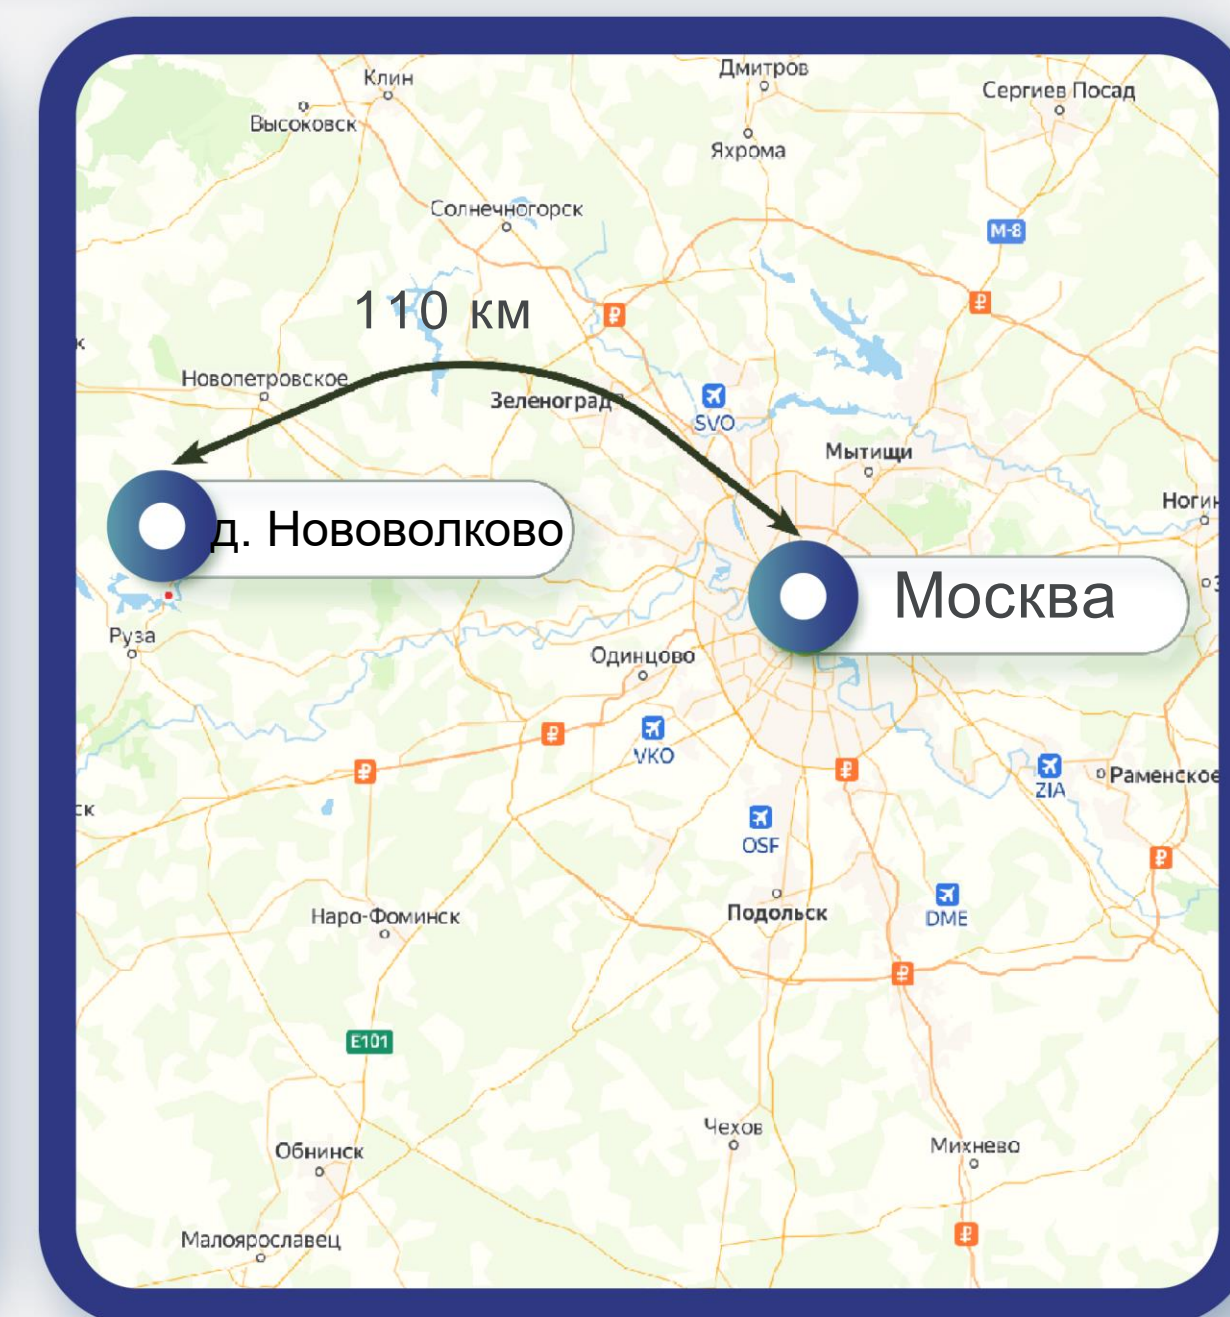 Клин
Дмитров
Сергиев Посад
Высоковск
Яхрома
Солнечногорск
М-8
110 км
₽
₽
к
Новопетровское
Зеленоград
SVO
Мытищи
Ногин
д. Нововолково
Москва
Руза
Одинцово
₽
VKO
₽
₽
ZIA
Раменское
ск
OSF
₽
Подольск
DME
Наро-Фоминск
₽
E101
Чехов
Михнево
Обнинск
₽
Малоярославец